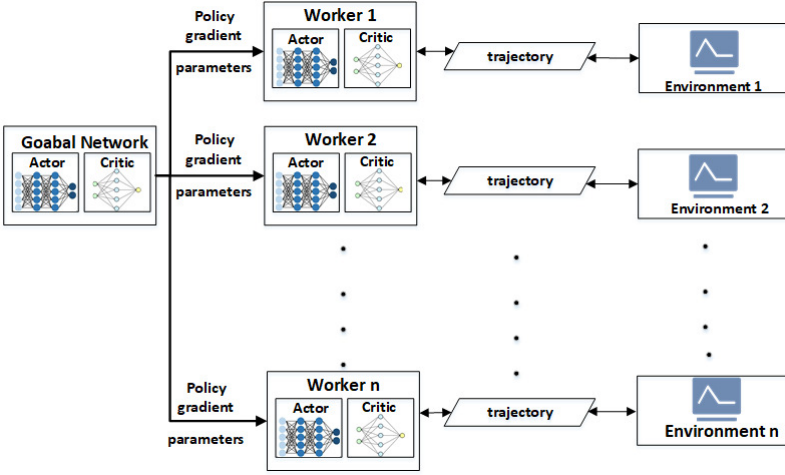 Policy
gradient
parameters
Worker 1
Actor
Critic
trajectory
Environment 1
Goabal Network
Actor
Critic
Policy
gradient
parameters
Worker 2
Actor
Critic
trajectory
Environment 2
Policy
gradient
parameters
Worker n
Actor
Critic
trajectory
Environment n